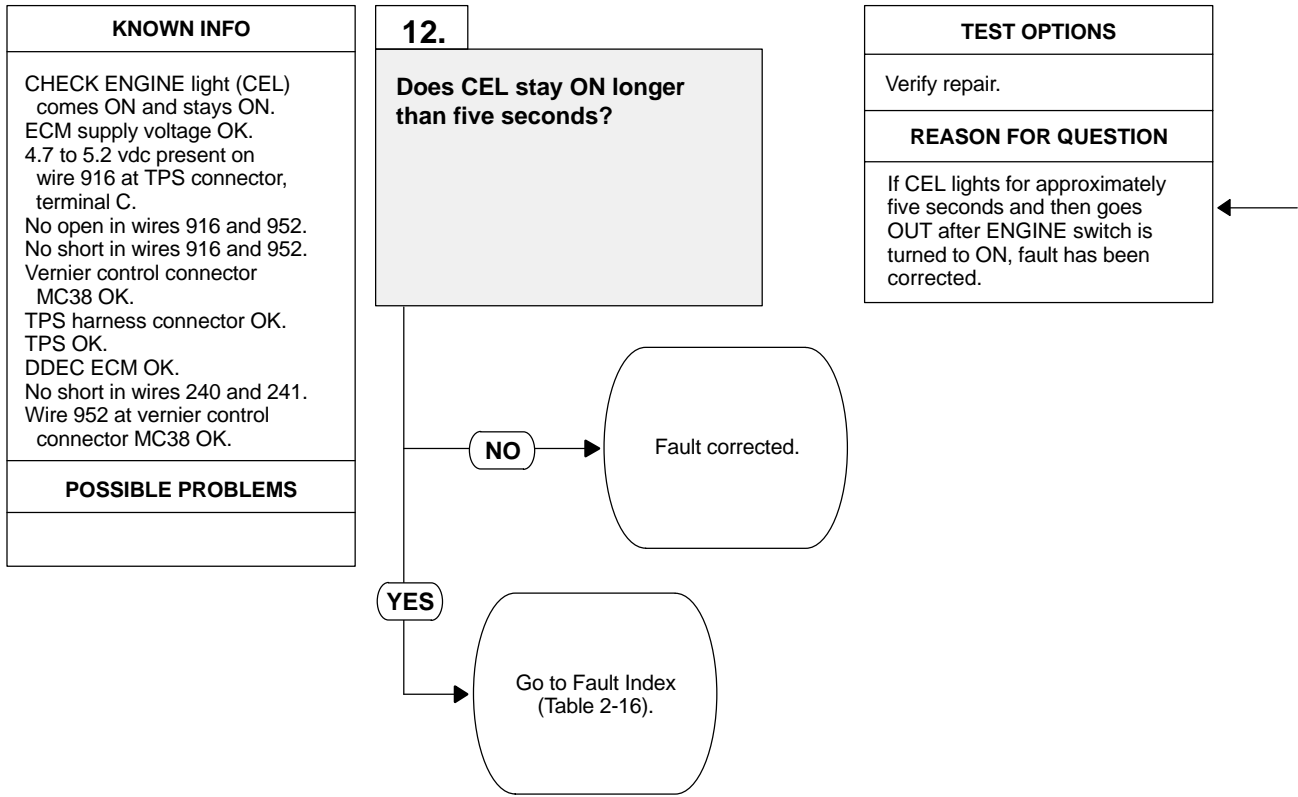 KNOWN INFO
CHECK ENGINE light (CEL)
comes ON and stays ON.
ECM supply voltage OK.
4.7 to 5.2 vdc present on
wire 916 at TPS connector,
terminal C.
No open in wires 916 and 952.
No short in wires 916 and 952.
Vernier control connector
MC38 OK.
TPS harness connector OK.
TPS OK.
DDEC ECM OK.
No short in wires 240 and 241.
Wire 952 at vernier control
connector MC38 OK.
POSSIBLE PROBLEMS
12.
Does CEL stay ON longer
than five seconds?
TEST OPTIONS
Verify repair.
REASON FOR QUESTION
If CEL lights for approximately
five seconds and then goes
OUT after ENGINE switch is
turned to ON, fault has been
corrected.
NO
Fault corrected.
YES
Go to Fault Index
(Table 2-16).